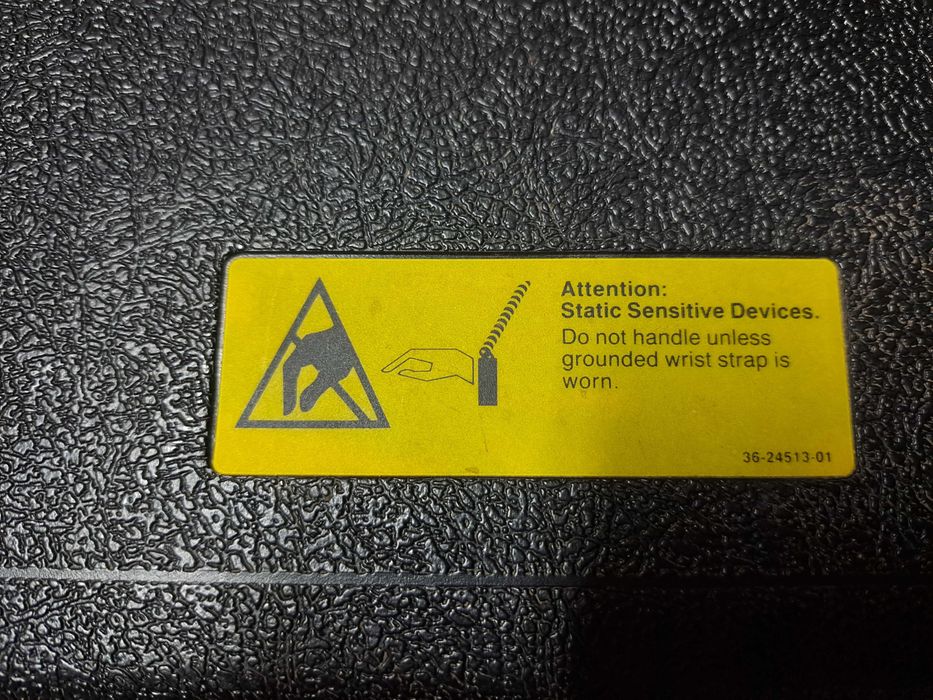 Attention:
Static Sensitive Devices.
Do not handle unless
grounded wrist strap is
worn.
36-24513-01